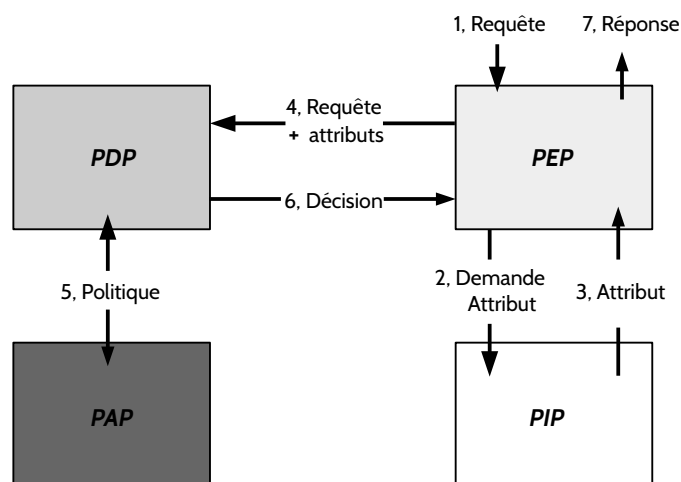 1, Requête
7, Réponse
4, Requête
+ attributs
PDP
PEP
6, Décision
2, Demande
Attribut
3, Attribut
5, Politique
PAP
PIP